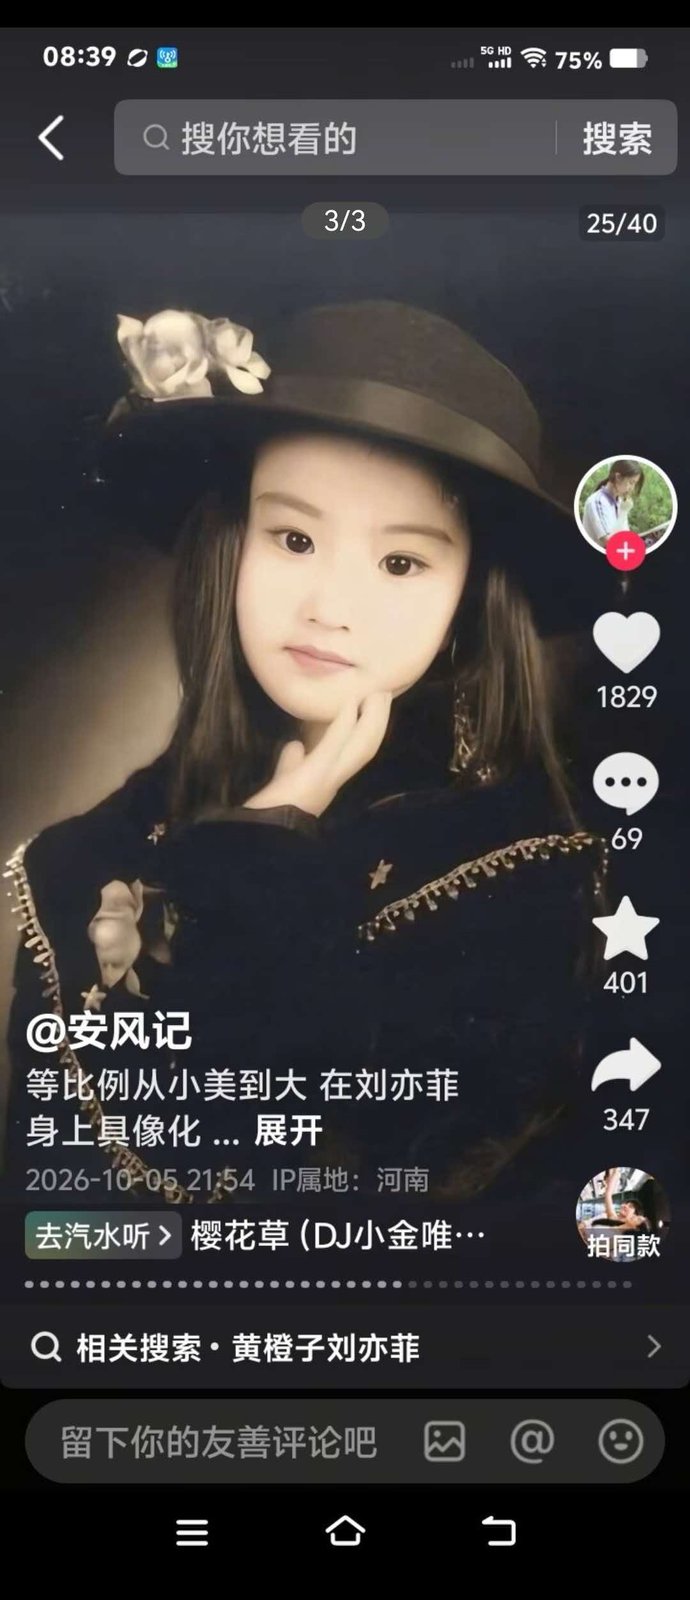 08:39
5G HD
75%
搜你想看的
搜索
3/3
25/40
1829
69
401
347
@安风记
等比例从小美到大 在刘亦菲
身上具像化 ... 展开
2026-10-05 21:54 IP属地：河南
去汽水听 樱花草 (DJ小金唯…
拍同款
相关搜索·黄橙子刘亦菲
留下你的友善评论吧